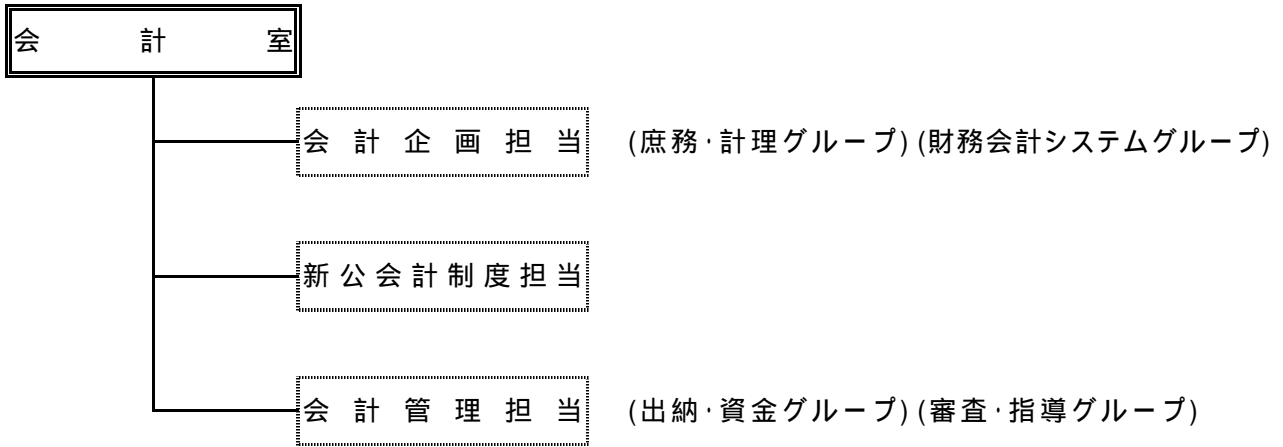 会計室
会計企画担当 (庶務・計理グループ) (財務会計システムグループ)
新公会計制度担当
会計管理担当 (出納・資金グループ) (審査・指導グループ)